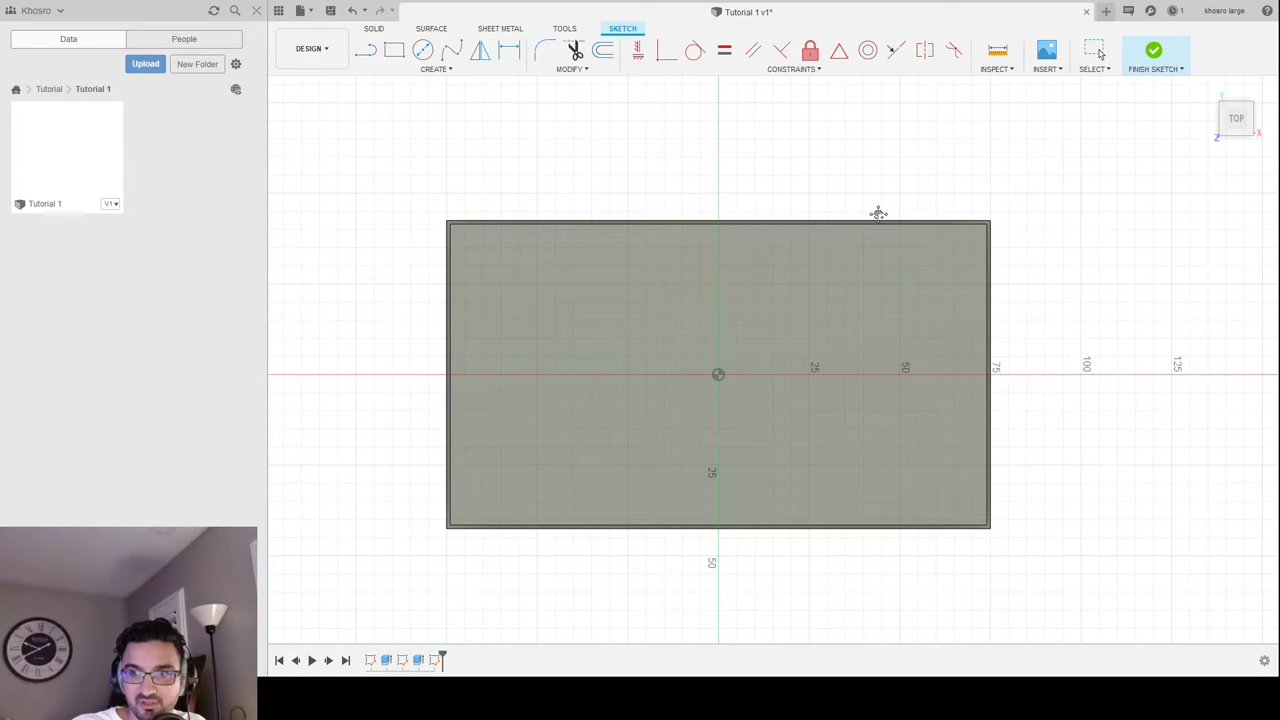 Khosro
Tutorial 1 v1*
khosro large
1
Data
People
SOLID
SURFACE
SHEET METAL
TOOLS
SKETCH
Upload
New Folder
DESIGN
CREATE
MODIFY
CONSTRAINTS
INSPECT
INSERT
SELECT
FINISH SKETCH
Tutorial
Tutorial 1
Tutorial 1
V1
Y
TOP
Z
X
25
50
75
100
125
25
50